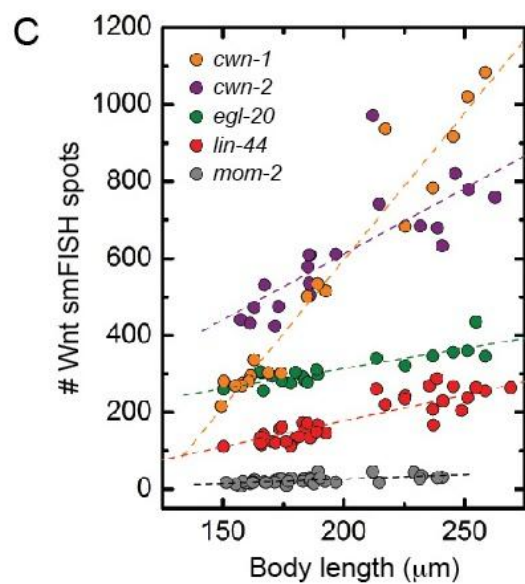 C
1200
1000
800
600
400
200
0
# Wnt smFISH spots
cwn-1
cwn-2
egl-20
lin-44
mom-2
150 200 250
Body length (μm)